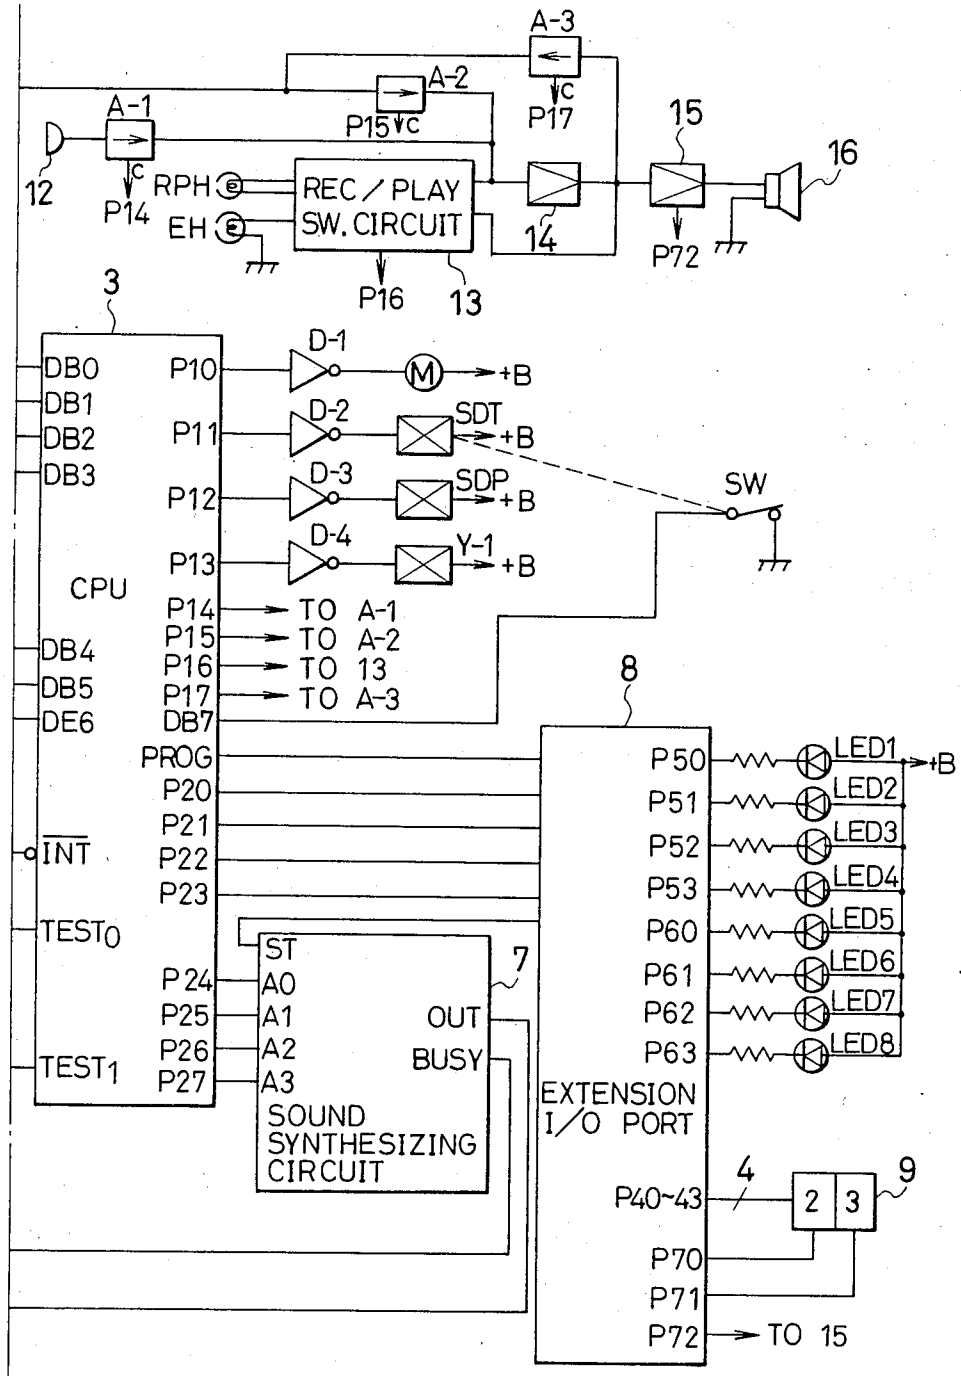 A-3
C
P17
A-2
P15
C
A-1
C
P14
12
15
16
RPH
EH
REC/PLAY
SW. CIRCUIT
14
P72
P16
13
3
DB0
DB1
DB2
DB3
CPU
DB4
DB5
DE6
INT
TEST0
TEST1
P10
D-1
M
+B
P11
D-2
SDT
+B
P12
D-3
SDP
+B
P13
D-4
Y-1
+B
SW
P14 TO A-1
P15 TO A-2
P16 TO 13
P17 TO A-3
DB7
PROG
P20
P21
P22
P23
P24
P25
P26
P27
ST
A0
A1
A2
A3
7
OUT
BUSY
SOUND
SYNTHESIZING
CIRCUIT
8
P50 LED1 +B
P51 LED2
P52 LED3
P53 LED4
P60 LED5
P61 LED6
P62 LED7
P63 LED8
EXTENSION
I/O PORT
P40~43 4 2 3 9
P70
P71
P72 TO 15